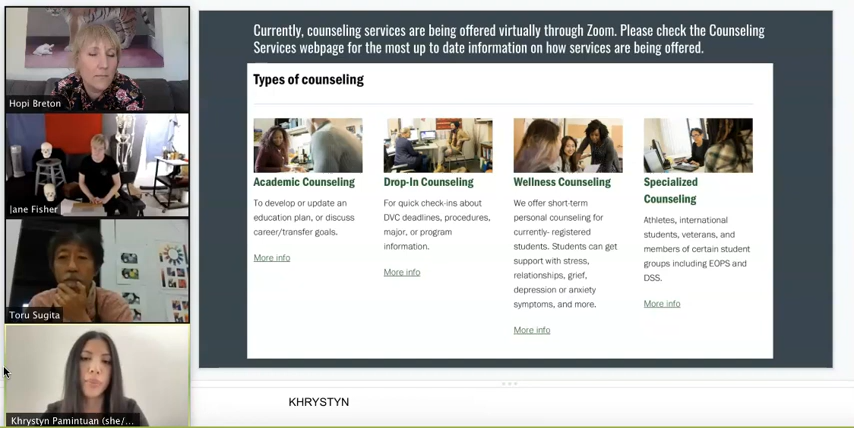 Hopi Breton
Jane Fisher
Toru Sugita
Khrystyn Pamintuan (she/...
Currently, counseling services are being offered virtually through Zoom. Please check the Counseling
Services webpage for the most up to date information on how services are being offered.
Types of counseling
Academic Counseling
To develop or update an
education plan, or discuss
career/transfer goals.
More info
Drop-In Counseling
For quick check-ins about
DVC deadlines, procedures,
major, or program
information.
More info
Wellness Counseling
We offer short-term
personal counseling for
currently- registered
students. Students can get
support with stress,
relationships, grief,
depression or anxiety
symptoms, and more.
More info
Specialized
Counseling
Athletes, international
students, veterans, and
members of certain student
groups including EOPS and
DSS.
More info
KHRYSTYN